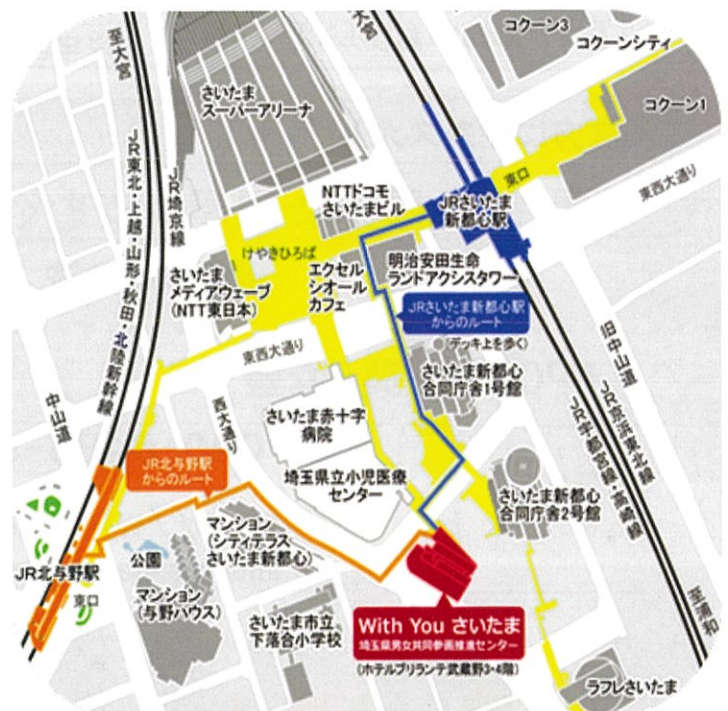 至大宮
JR東北・上越・山形・秋田・北陸新幹線
JR埼京線
さいたま
スーパーアリーナ
大宮
コクーン3
コクーンシティ
コクーン1
東口
東西大通り
NTTドコモ
さいたまビル
JRさいたま
新都心駅
けやきひろば
さいたま
メディアウェーブ
(NTT東日本)
エクセル
シオール
カフェ
明治安田生命
ランドアクシスタワー
JRさいたま新都心駅
からのルート
(デッキ上を歩く)
旧中山道
東西大通り
中山道
西大通り
さいたま新都心
合同庁舎1号館
JR京浜東北線
JR宇都宮線・高崎線
さいたま赤十字
病院
JR北与野駅
からのルート
埼玉県立小児医療
センター
さいたま新都心
合同庁舎2号館
マンション
(シティテラス
さいたま新都心)
公園
JR北与野駅
東口
マンション
(与野ハウス)
さいたま市立
下落合小学校
With You さいたま
埼玉県男女共同参画推進センター
(ホテルブリランテ武蔵野3・4階)
至浦和
ラフレさいたま